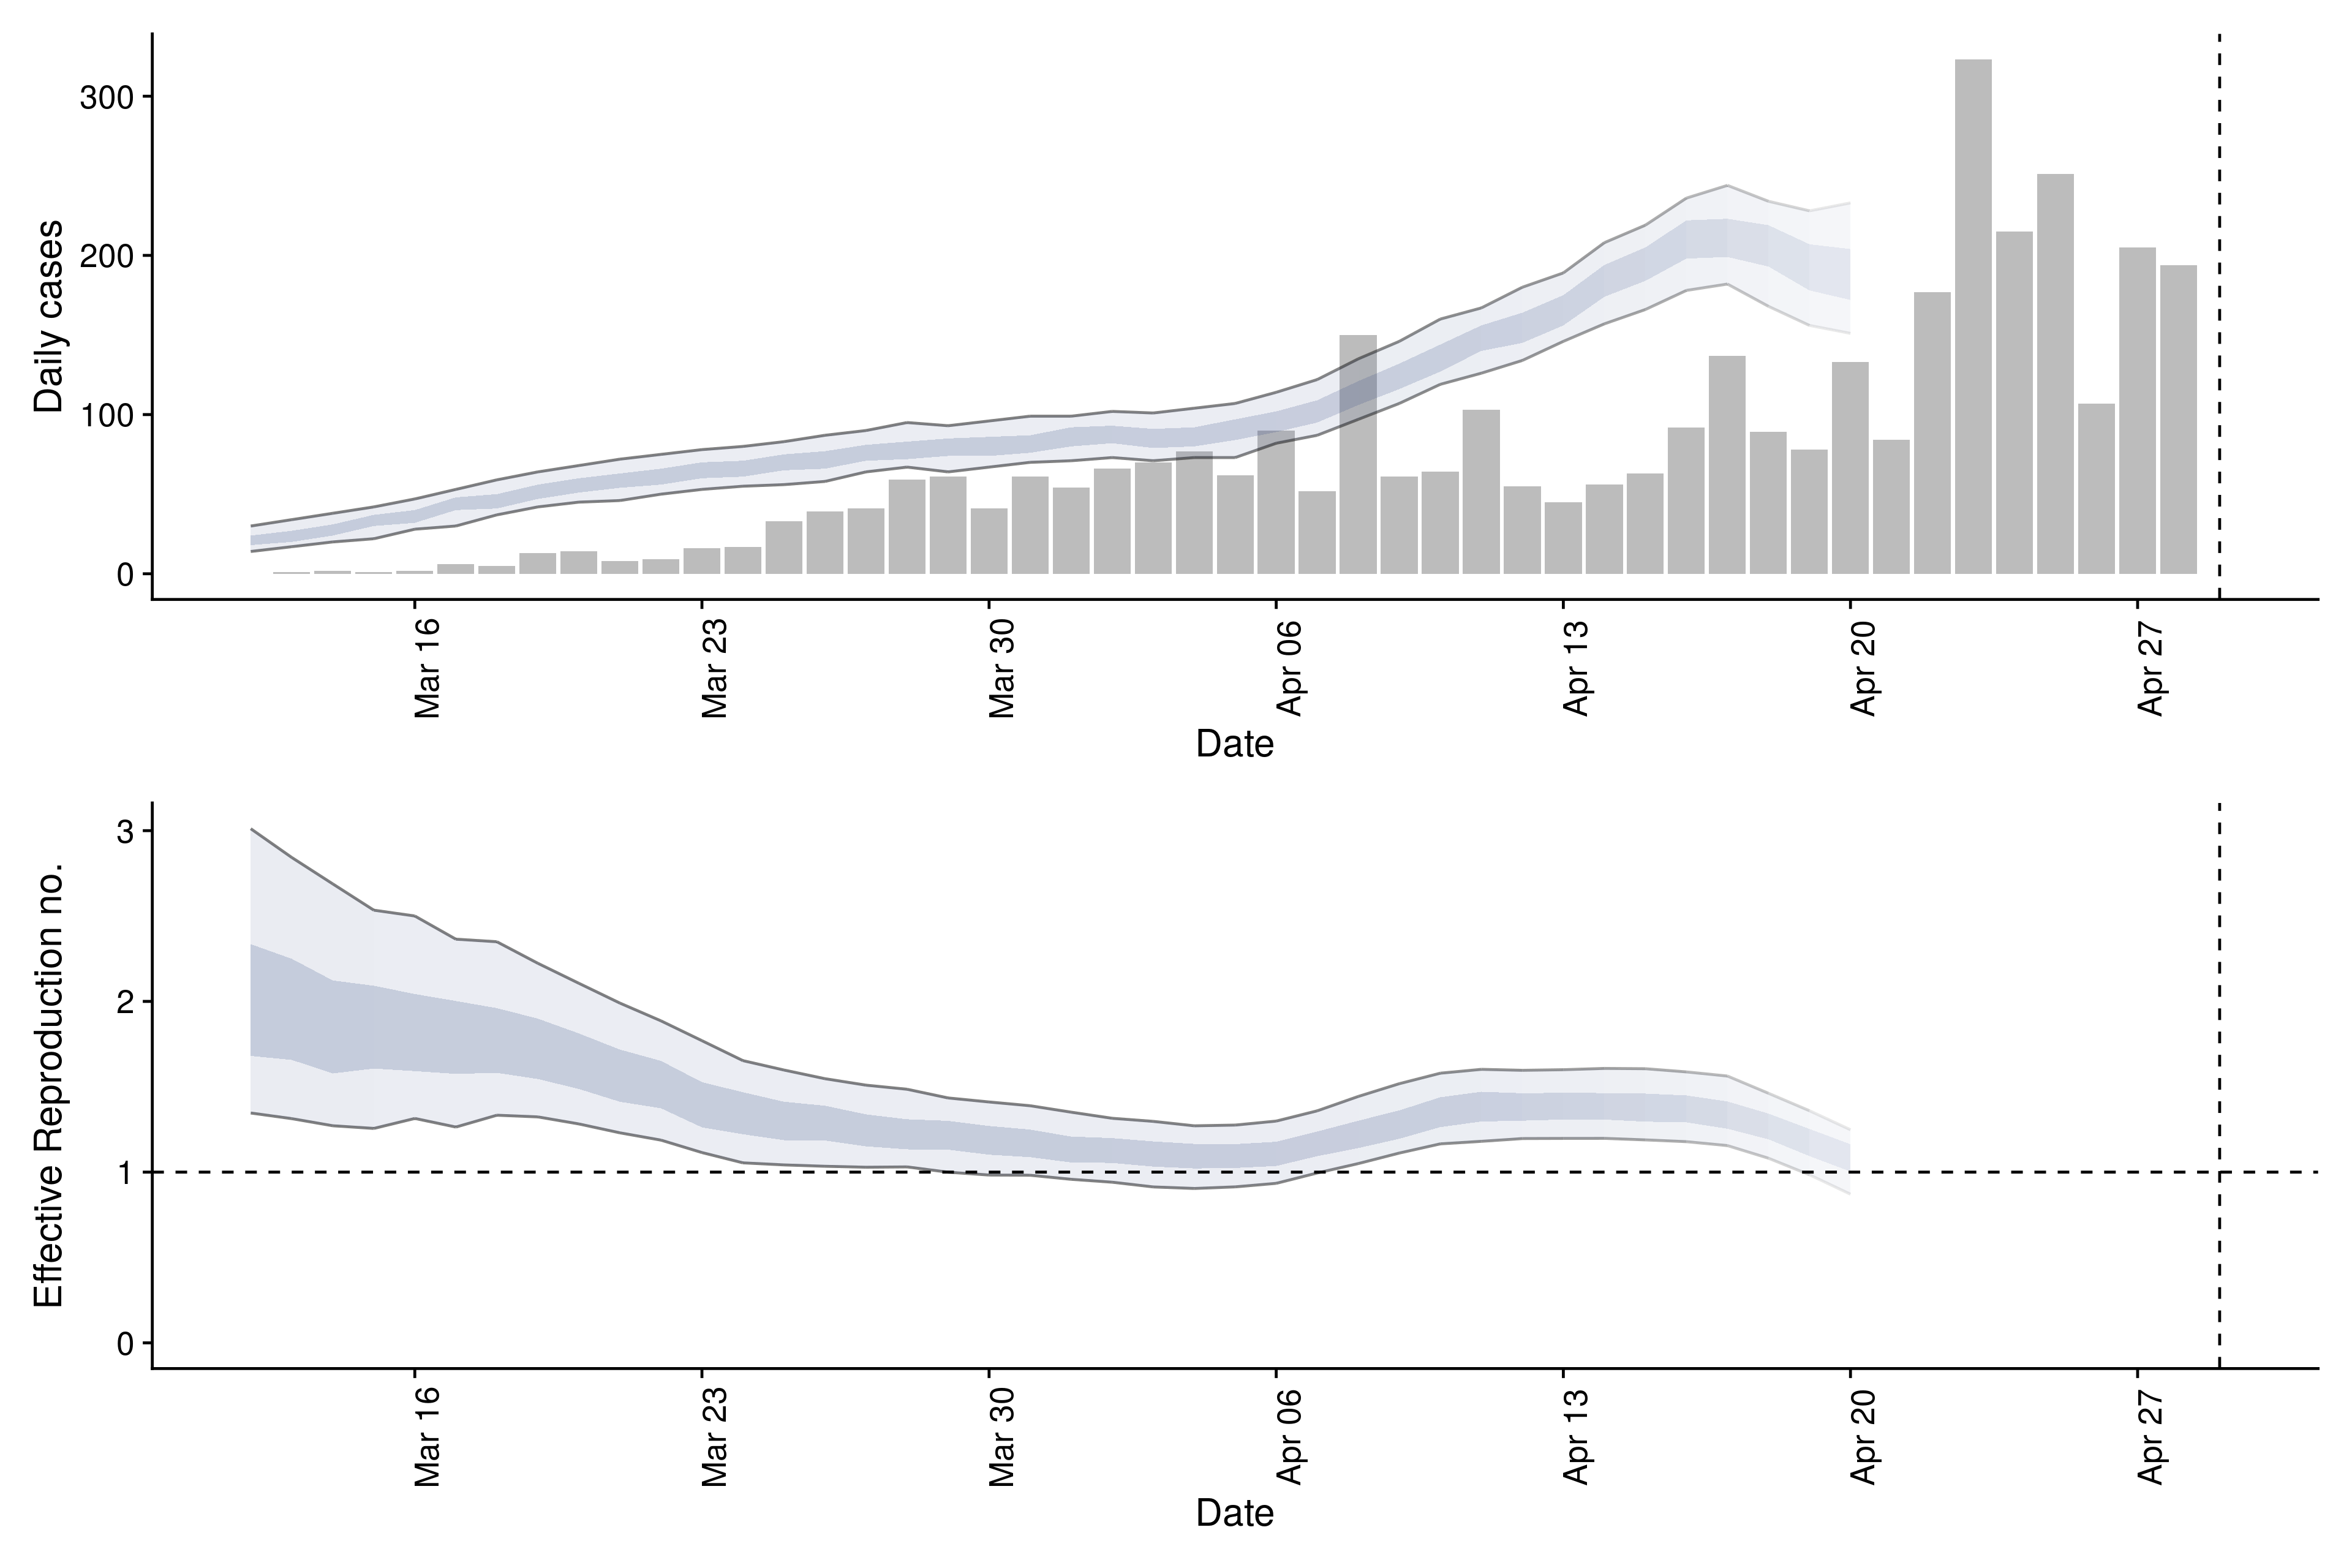 Daily cases
300
200
100
0
Mar 16
Mar 23
Mar 30
Apr 06
Apr 13
Apr 20
Apr 27
Date
Effective Reproduction no.
3
2
1
0
Mar 16
Mar 23
Mar 30
Apr 06
Apr 13
Apr 20
Apr 27
Date